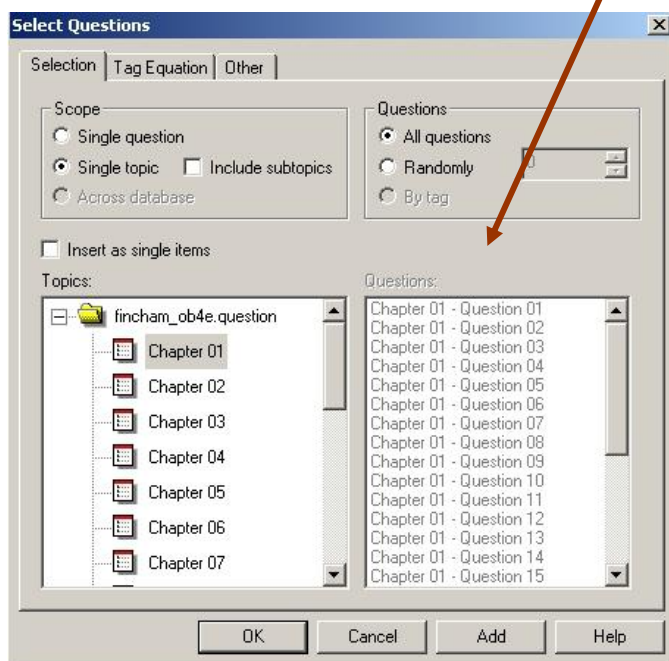 Select Questions
Selection Tag Equation Other
Scope
Single question
Single topic Include subtopics
Across database
Questions
All questions
Randomly 0
By tag
Insert as single items
Topics:
fincham_ob4e.question
Chapter 01
Chapter 02
Chapter 03
Chapter 04
Chapter 05
Chapter 06
Chapter 07
Questions:
Chapter 01 - Question 01
Chapter 01 - Question 02
Chapter 01 - Question 03
Chapter 01 - Question 04
Chapter 01 - Question 05
Chapter 01 - Question 06
Chapter 01 - Question 07
Chapter 01 - Question 08
Chapter 01 - Question 09
Chapter 01 - Question 10
Chapter 01 - Question 11
Chapter 01 - Question 12
Chapter 01 - Question 13
Chapter 01 - Question 14
Chapter 01 - Question 15
OK Cancel Add Help